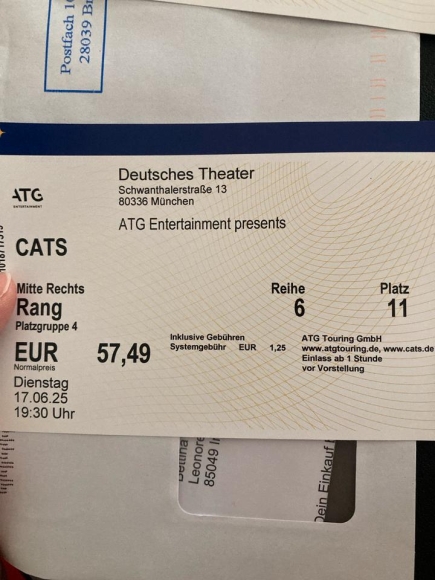 Postfach
28039
Deutsches Theater
Schwanthalerstraße 13
80336 München
ATG
ENTERTAINMENT
ATG Entertainment presents
CATS
Mitte Rechts
Rang
Platzgruppe 4
Reihe
6
Platz
11
EUR 57,49
Normalpreis
Inklusive Gebühren
Systemgebühr EUR 1,25
ATG Touring GmbH
www.atgtouring.de, www.cats.de
Einlass ab 1 Stunde
vor Vorstellung
Dienstag
17.06.25
19:30 Uhr
85049
Dein Einkauf